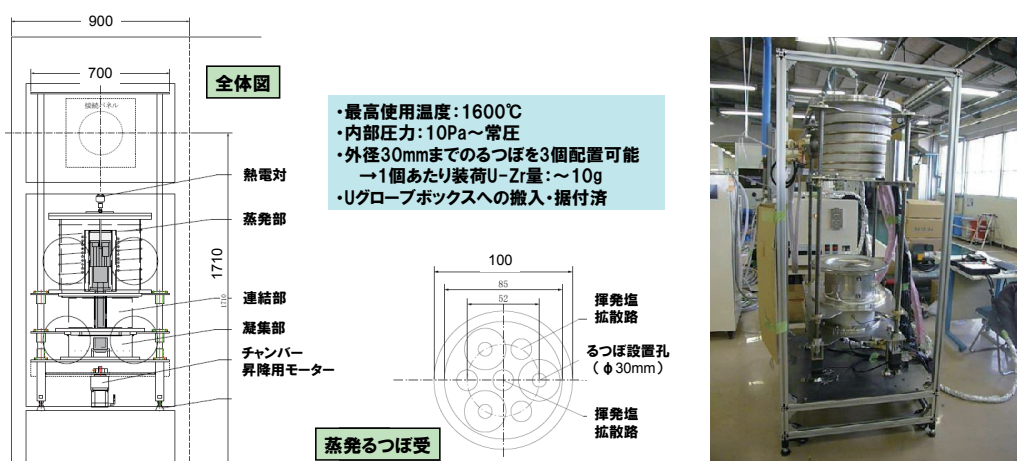 900
700
全体図
接続パネル
熱電対
蒸発部
1710
1710
連結部
凝集部
チャンバー
昇降用モーター
・最高使用温度:1600℃
・内部圧力:10Pa~常圧
・外径30mmまでのるつぼを3個配置可能
→1個あたり装荷U-Zr量:~10g
・Uグローブボックスへの搬入・据付済
100
85
52
揮発塩
拡散路
るつぼ設置孔
(φ30mm)
揮発塩
拡散路
蒸発るつぼ受